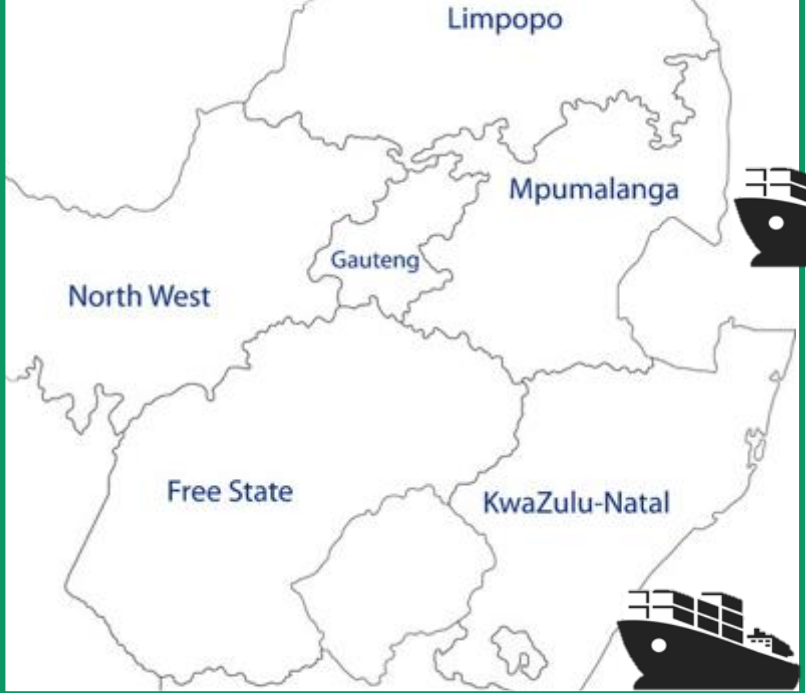 Limpopo
Mpumalanga
Gauteng
North West
Free State
KwaZulu-Natal